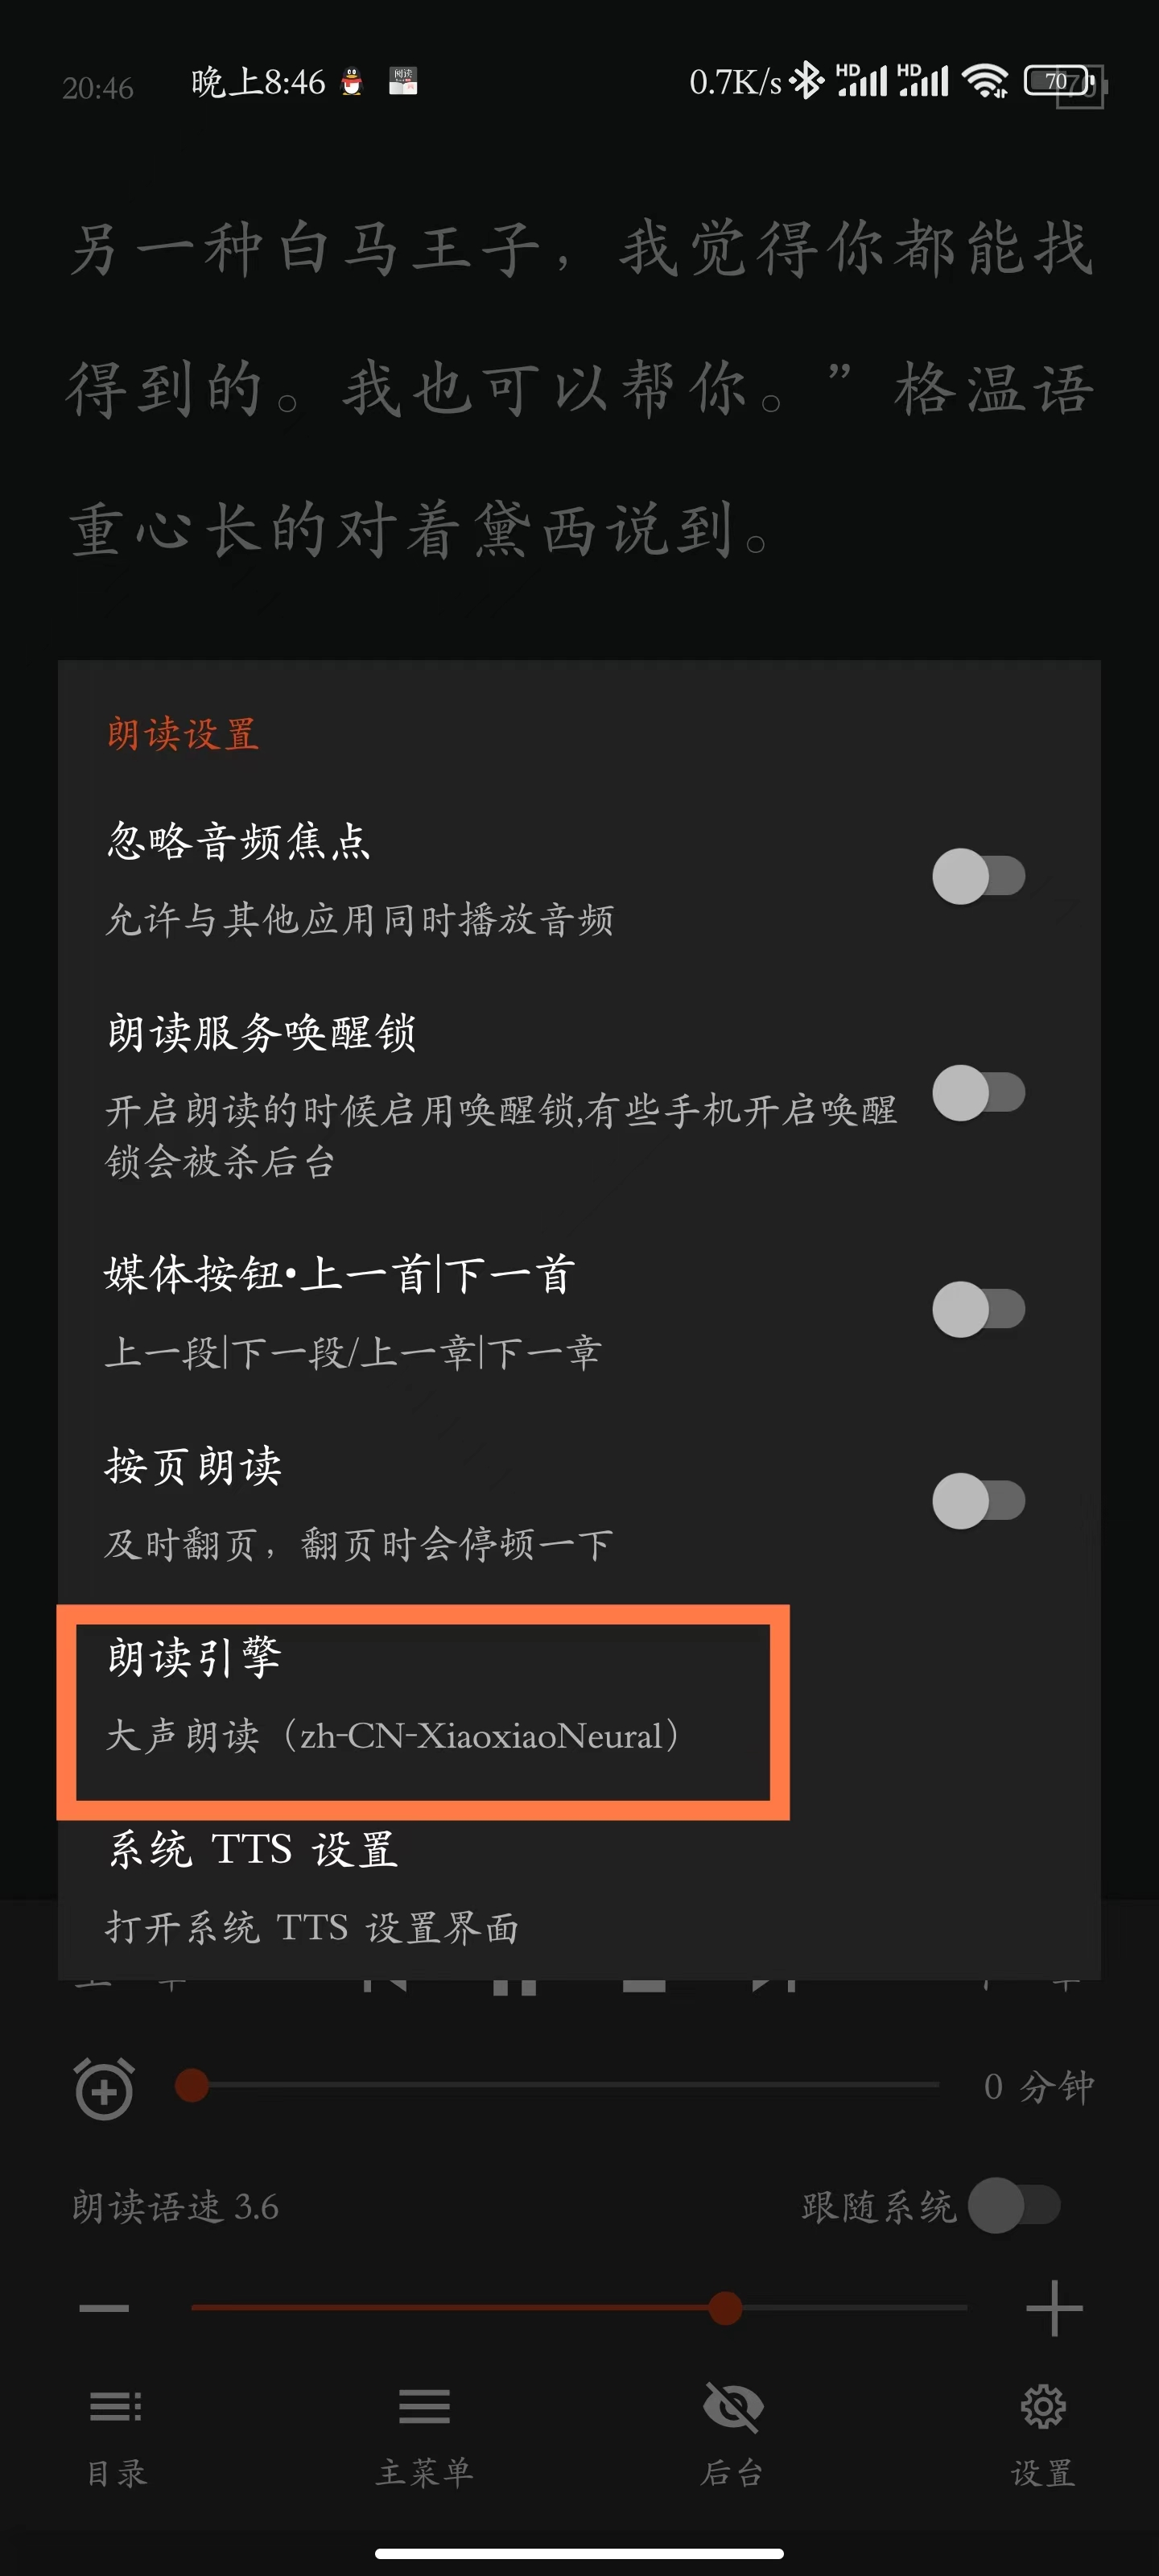 20:46 晚上8:46 0.7K/s HD HD 70
另一种白马王子，我觉得你都能找
得到的。我也可以帮你。”格温语
重心长的对着黛西说到。
朗读设置
忽略音频焦点
允许与其他应用同时播放音频
朗读服务唤醒锁
开启朗读的时候启用唤醒锁,有些手机开启唤醒
锁会被杀后台
媒体按钮•上一首|下一首
上一段|下一段/上一章|下一章
按页朗读
及时翻页，翻页时会停顿一下
朗读引擎
大声朗读（zh-CN-XiaoxiaoNeural）
系统 TTS 设置
打开系统 TTS 设置界面
0 分钟
朗读语速 3.6 跟随系统
目录 主菜单 后台 设置